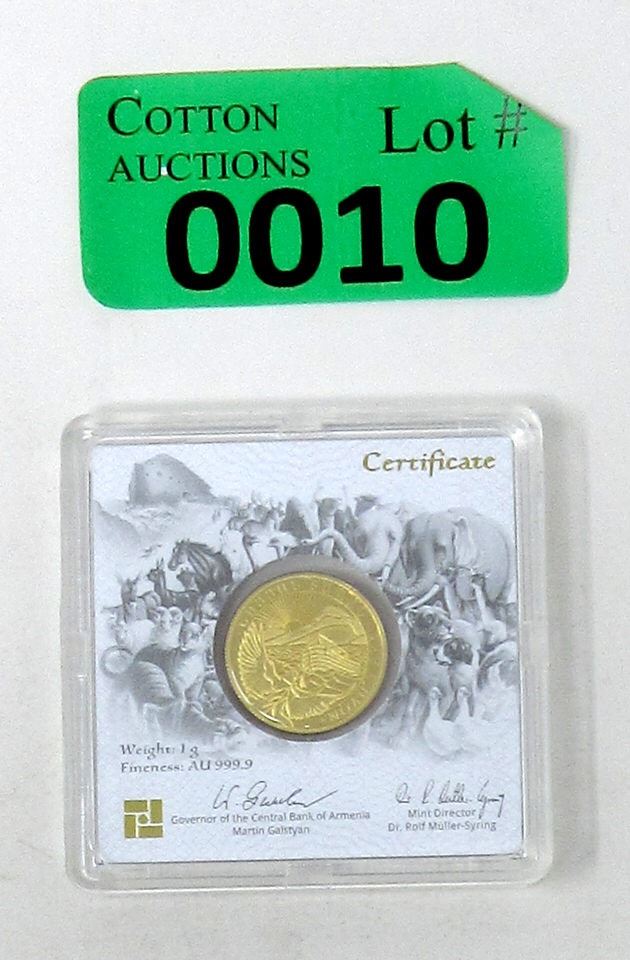 COTTON
AUCTIONS
Lot #
0010
Certificate
Weight: 1 g
Fineness: AU 999.9
Governor of the Central Bank of Armenia
Martin Galstyan
Mint Director
Dr. Rolf Müller-Syring